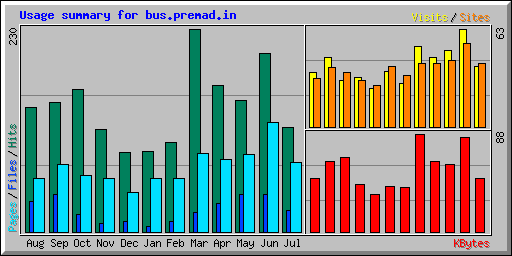 Usage summary for bus.premad.in
Visits/Sites
230
63
88
Pages/Files/Hits
Aug Sep Oct Nov Dec Jan Feb Mar Apr May Jun Jul
KBytes